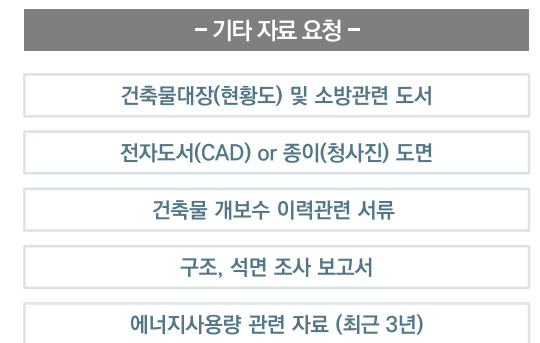 - 기타 자료 요청 -
건축물대장(현황도) 및 소방관련 도서
전자도서(CAD) or 종이(청사진) 도면
건축물 개보수 이력관련 서류
구조, 석면 조사 보고서
에너지사용량 관련 자료 (최근 3년)